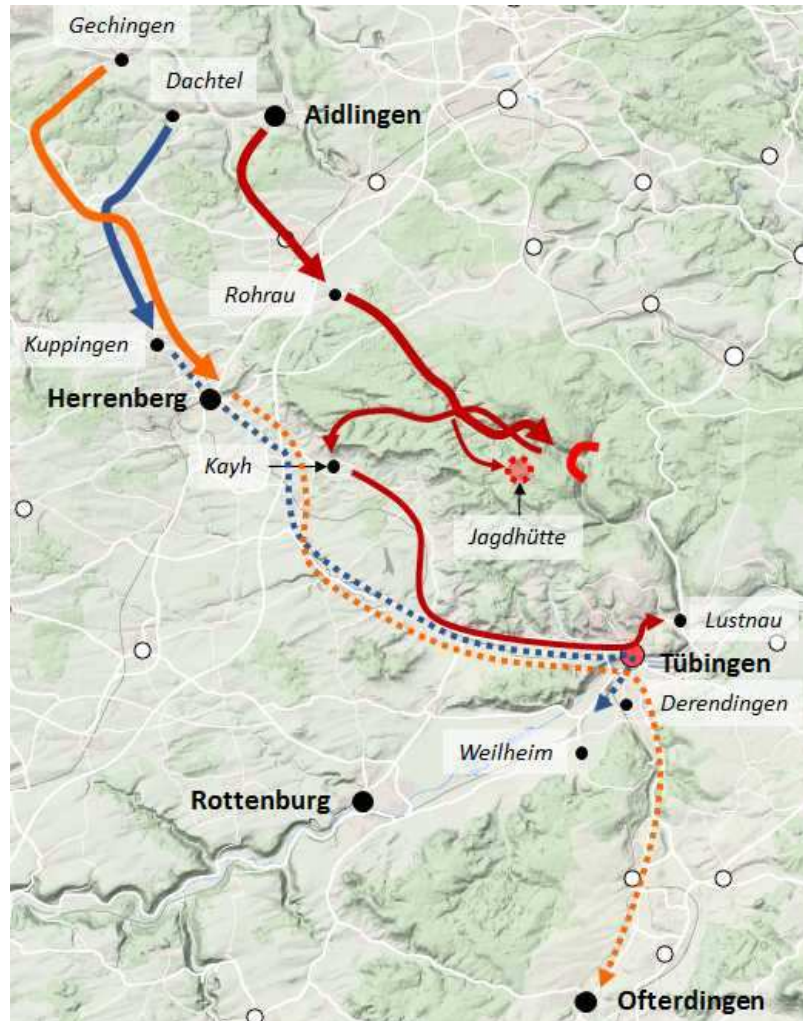 Gechingen
Dachtel
Aidlingen
Rohrau
Kuppingen
Herrenberg
Kayh
Jagdhütte
Lustnau
Tübingen
Derendingen
Weilheim
Rottenburg
Ofterdingen